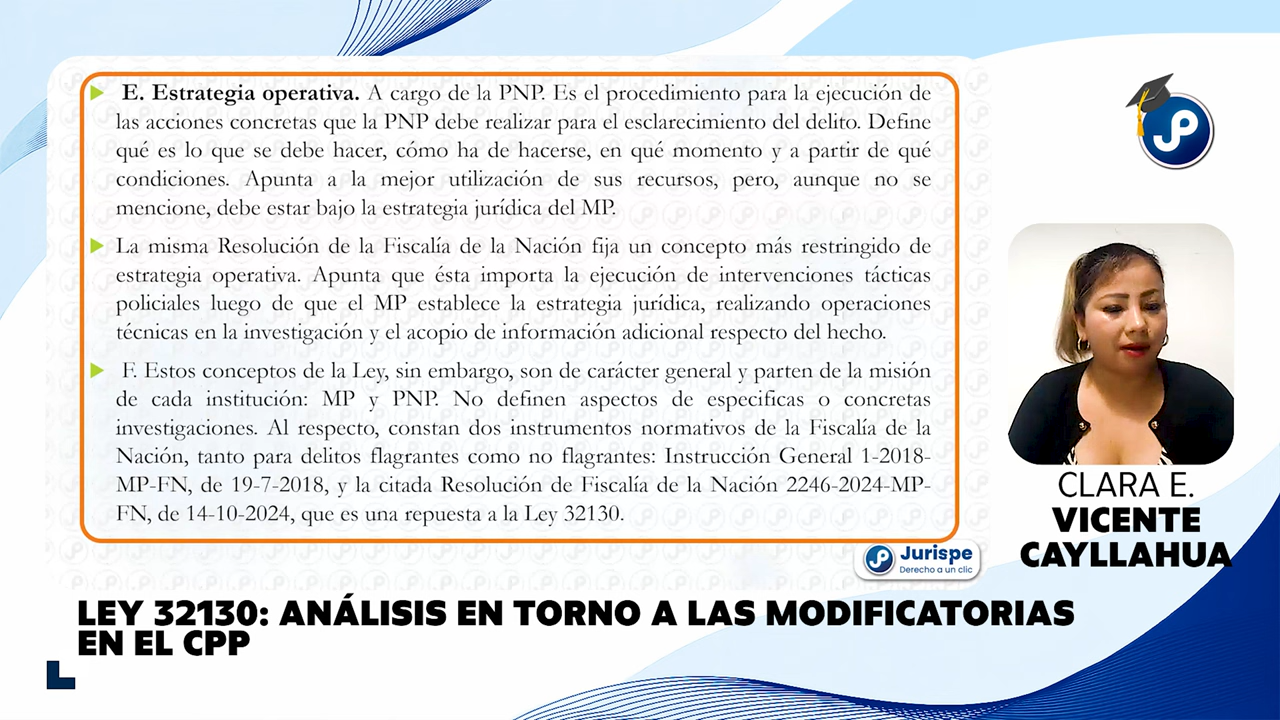 E. Estrategia operativa. A cargo de la PNP. Es el procedimiento para la ejecución de
las acciones concretas que la PNP debe realizar para el esclarecimiento del delito. Define
qué es lo que se debe hacer, cómo ha de hacerse, en qué momento y a partir de qué
condiciones. Apunta a la mejor utilización de sus recursos, pero, aunque no se
mencione, debe estar bajo la estrategia jurídica del MP.
La misma Resolución de la Fiscalía de la Nación fija un concepto más restringido de
estrategia operativa. Apunta que ésta importa la ejecución de intervenciones tácticas
policiales luego de que el MP establece la estrategia jurídica, realizando operaciones
técnicas en la investigación y el acopio de información adicional respecto del hecho.
F. Estos conceptos de la Ley, sin embargo, son de carácter general y parten de la misión
de cada institución: MP y PNP. No definen aspectos de especificas o concretas
investigaciones. Al respecto, constan dos instrumentos normativos de la Fiscalía de la
Nación, tanto para delitos flagrantes como no flagrantes: Instrucción General 1-2018-
MP-FN, de 19-7-2018, y la citada Resolución de Fiscalía de la Nación 2246-2024-MP-
FN, de 14-10-2024, que es una repuesta a la Ley 32130.
Jurispe
Derecho a un clic
CLARA E.
VICENTE
CAYLLAHUA
LEY 32130: ANÁLISIS EN TORNO A LAS MODIFICATORIAS
EN EL CPP